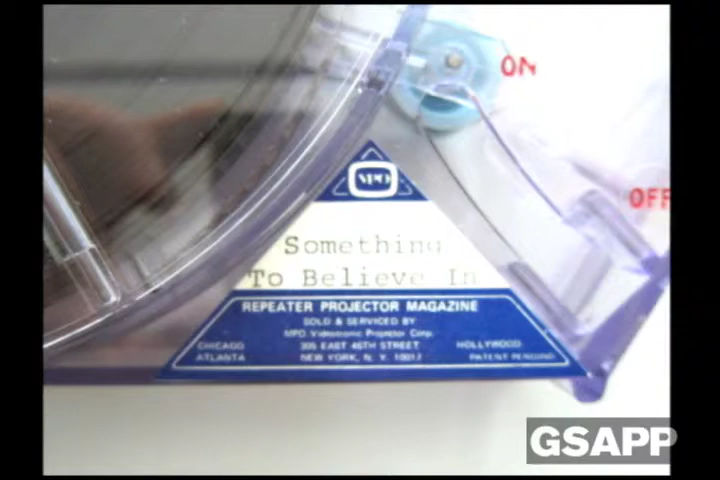 ON
OFF
MPO
Something
To Believe In
REPEATER PROJECTOR MAGAZINE
SOLD & SERVICED BY
MPO Videotronic Projector Corp.
CHICAGO 305 EAST 46TH STREET HOLLYWOOD
ATLANTA NEW YORK, N. Y. 10017 PATENT PENDING
GSAPP